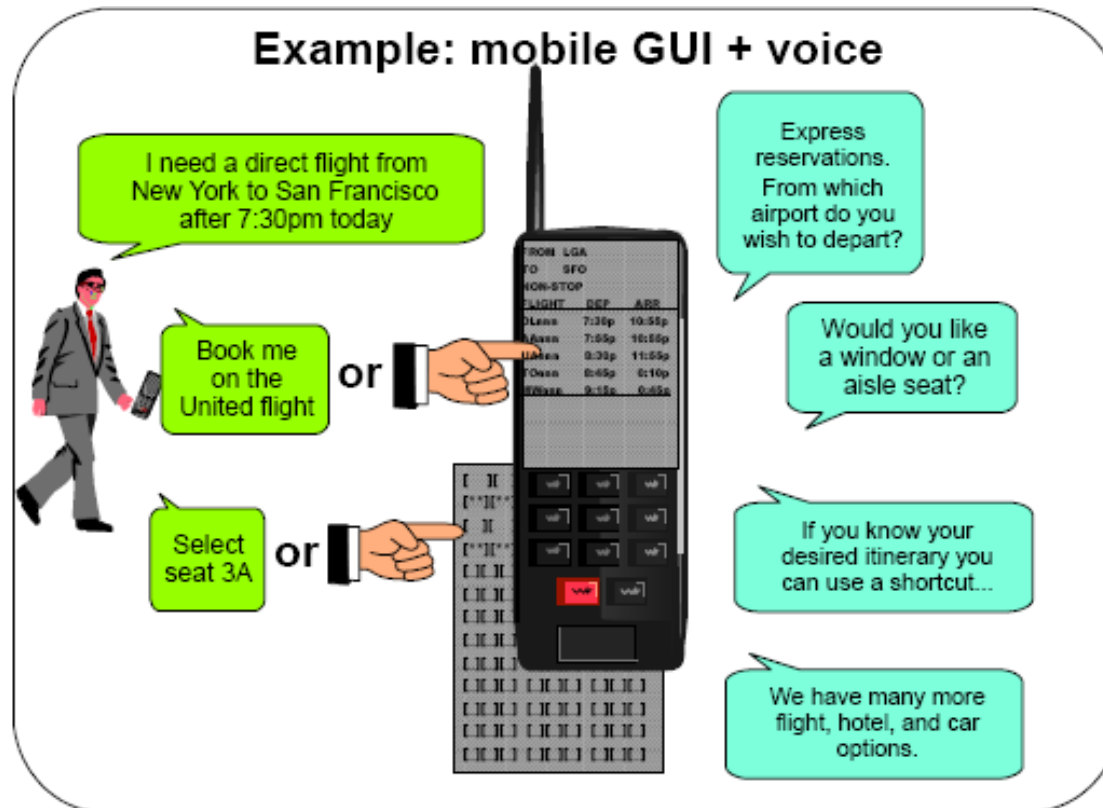 Example: mobile GUI + voice
I need a direct flight from
New York to San Francisco
after 7:30pm today
Express
reservations.
From which
airport do you
wish to depart?
FROM LGA
TO SFO
NON-STOP
FLIGHT DEP ARR
7:30p 10:55p
7:55p 10:55p
8:30p 11:55p
8:45p
9:15p 0:45p
Book me
on the
United flight
or
Would you like
a window or an
aisle seat?
Select
seat 3A
or
If you know your
desired itinerary you
can use a shortcut...
We have many more
flight, hotel, and car
options.